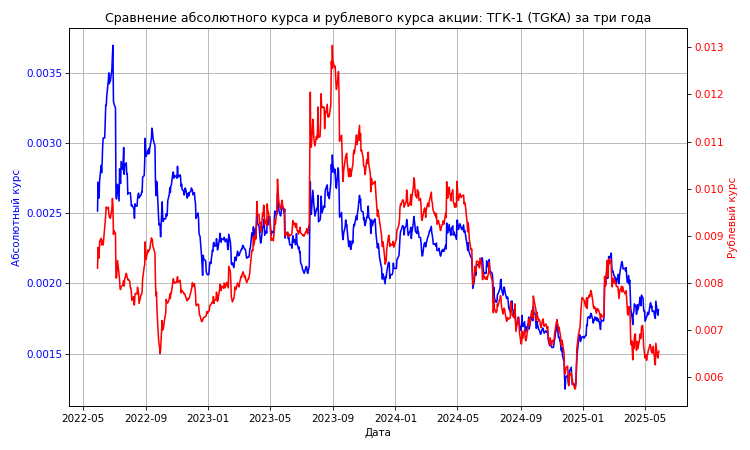 Сравнение абсолютного курса и рублевого курса акции: ТГК-1 (TGKA) за три года
Абсолютный курс
0.0035
0.0030
0.0025
0.0020
0.0015
0.013
0.012
0.011
0.010
0.009
0.008
0.007
0.006
Рублевый курс
2022-05 2022-09 2023-01 2023-05 2023-09 2024-01 2024-05 2024-09 2025-01 2025-05
Дата